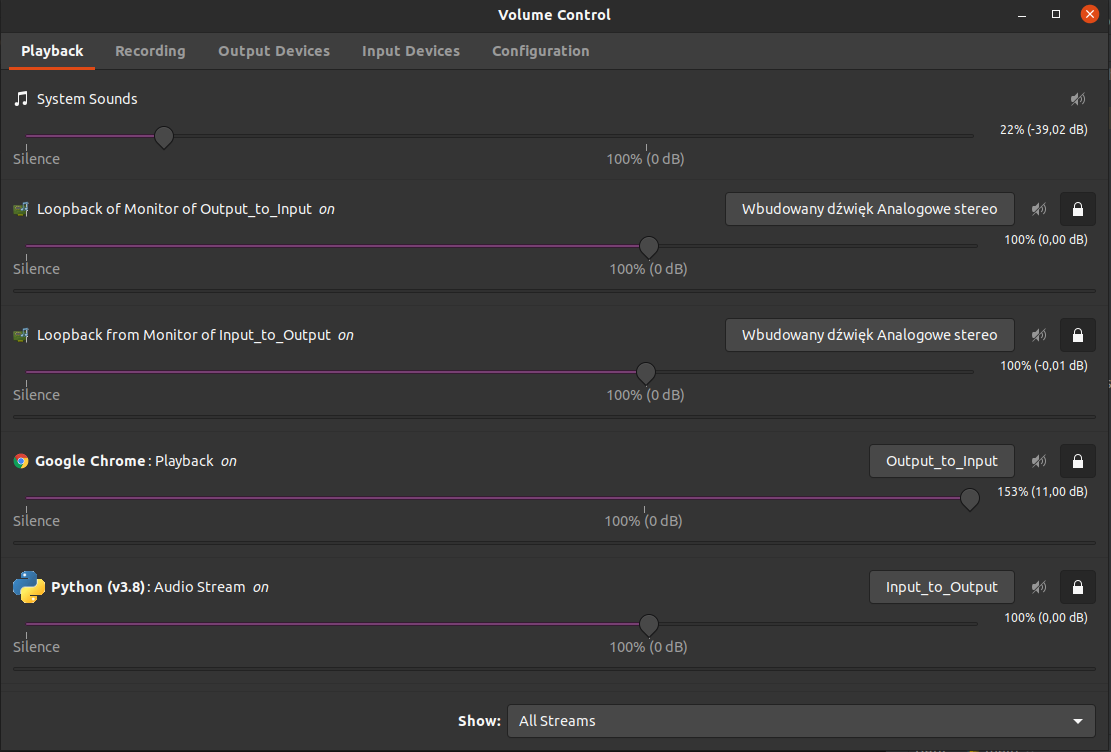 Volume Control
Playback Recording Output Devices Input Devices Configuration
System Sounds
22% (-39,02 dB)
Silence 100% (0 dB)
Loopback of Monitor of Output_to_Input on Wbudowany dźwięk Analogowe stereo
100% (0,00 dB)
Silence 100% (0 dB)
Loopback from Monitor of Input_to_Output on Wbudowany dźwięk Analogowe stereo
100% (-0,01 dB)
Silence 100% (0 dB)
Google Chrome: Playback on Output_to_Input
153% (11,00 dB)
Silence 100% (0 dB)
Python (v3.8): Audio Stream on Input_to_Output
100% (0,00 dB)
Silence 100% (0 dB)
Show: All Streams